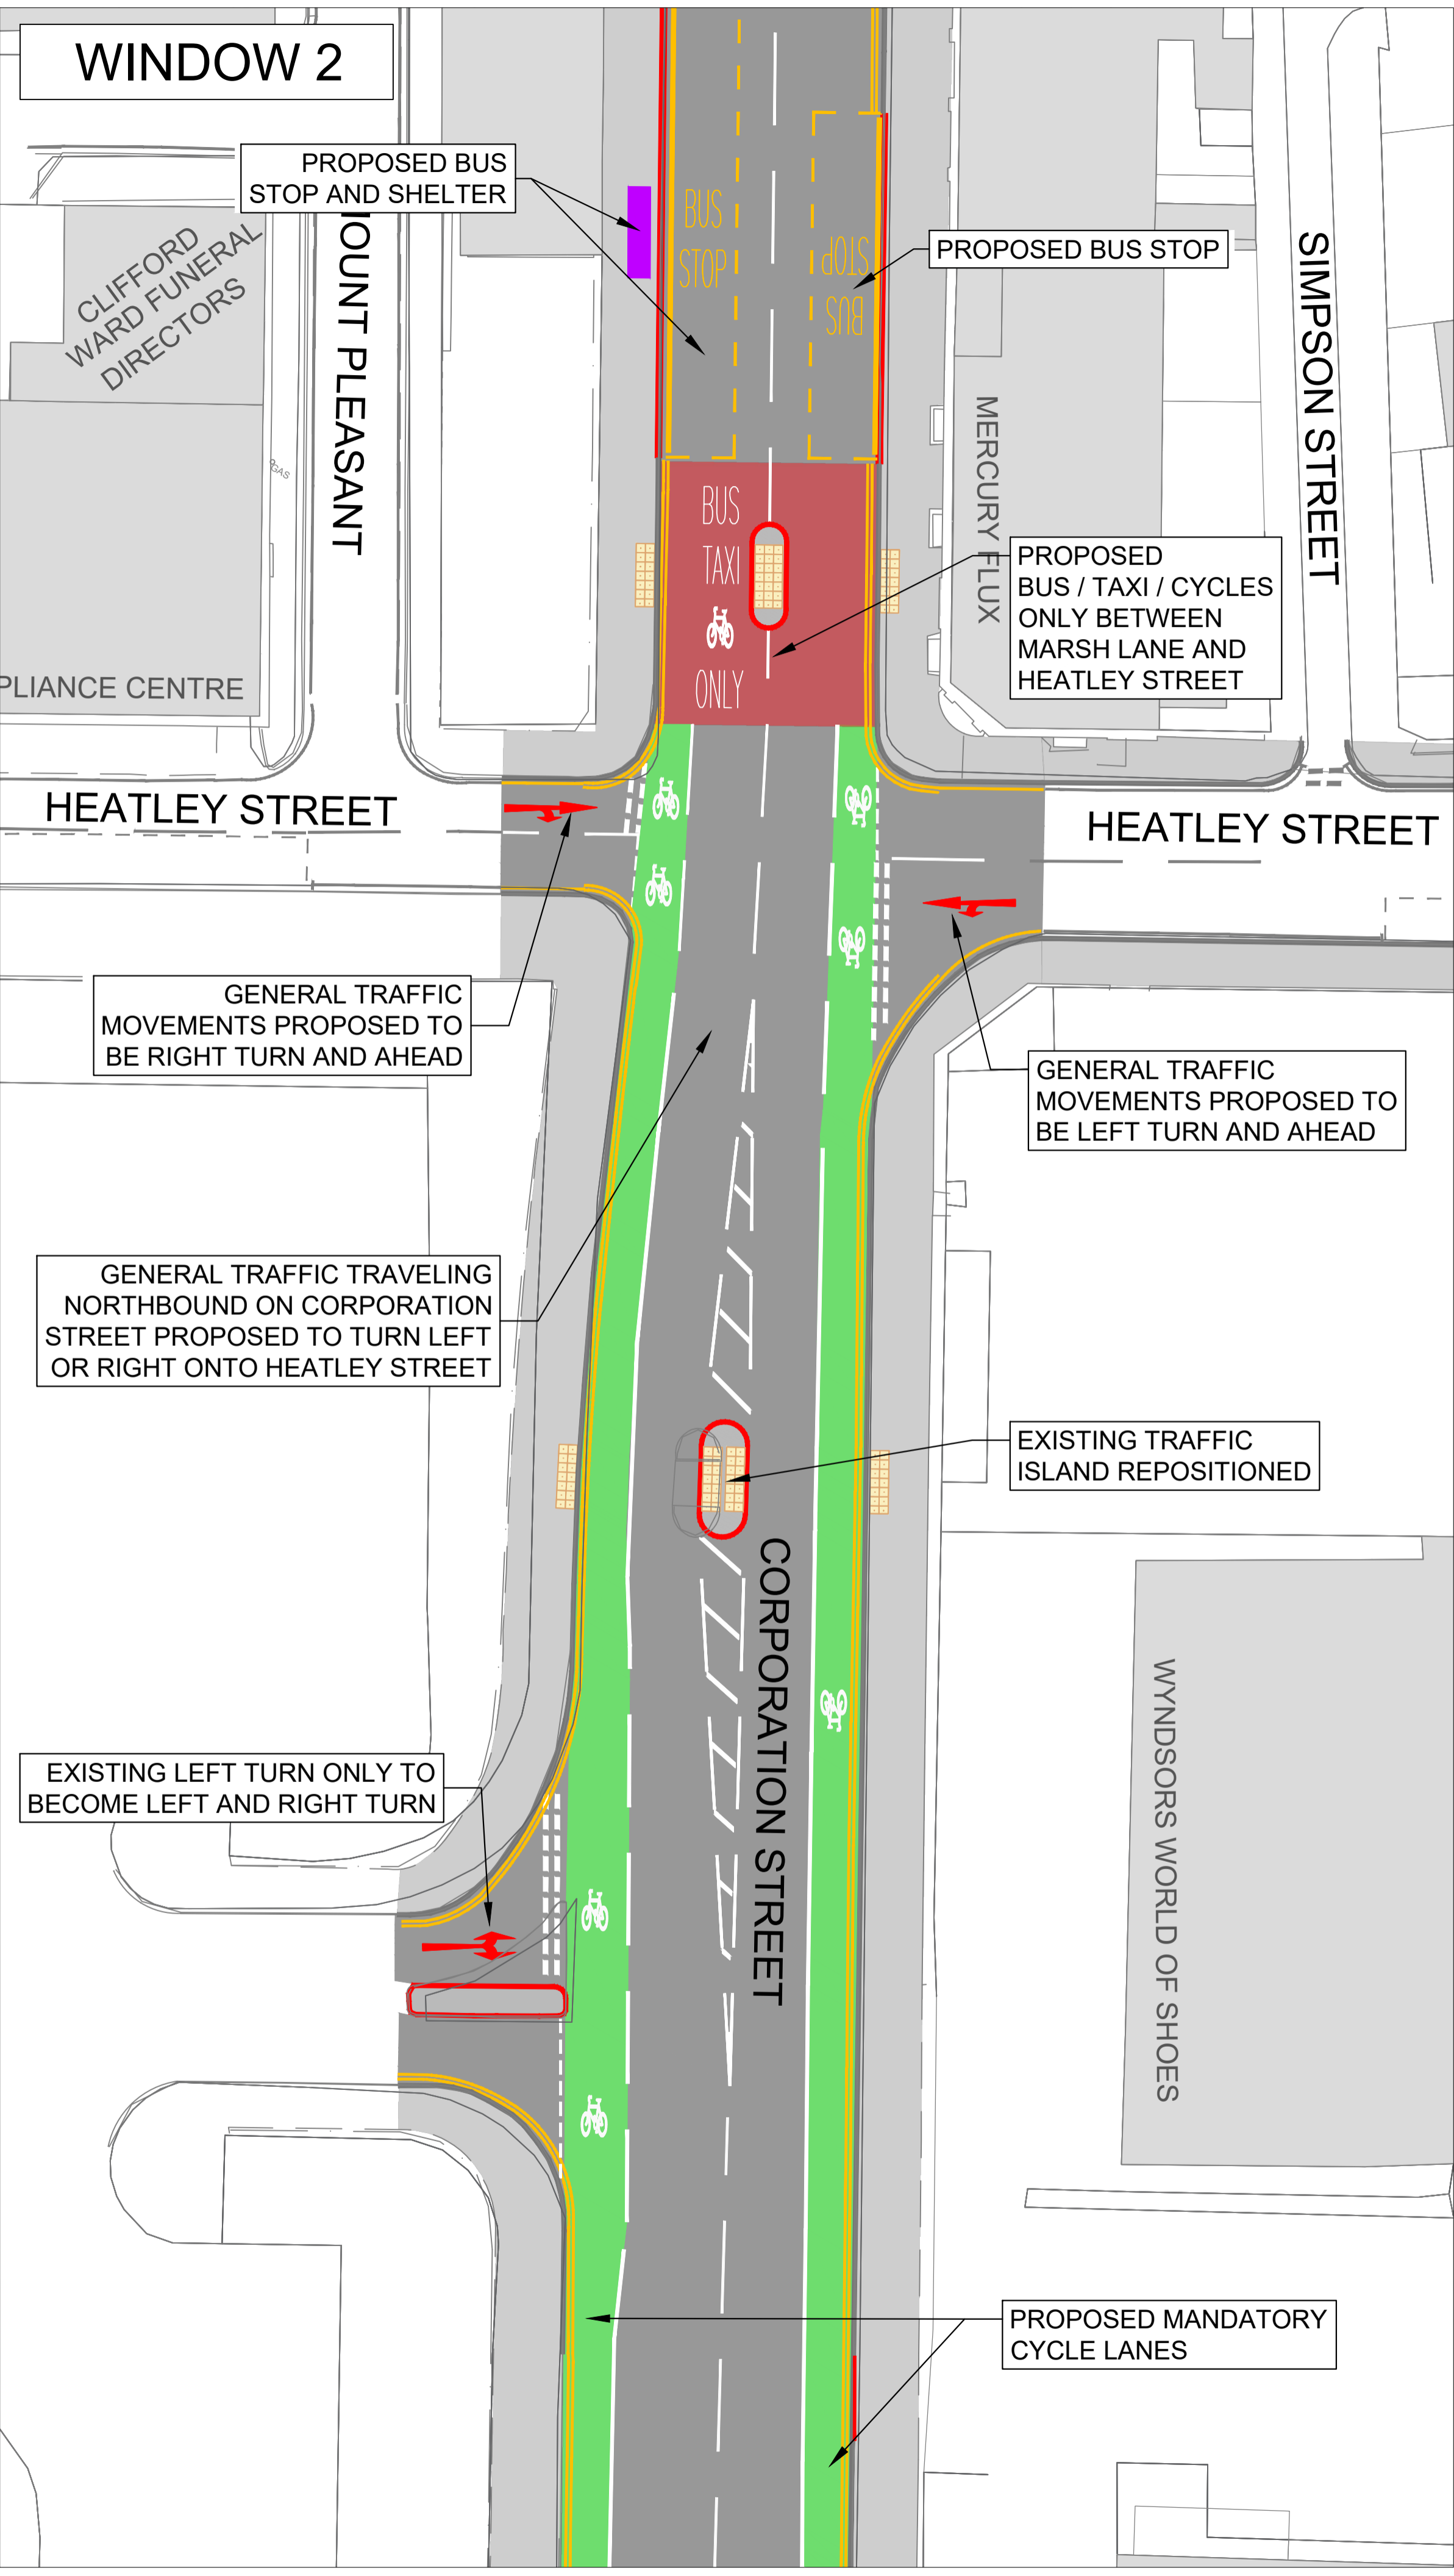 WINDOW 2
PROPOSED BUS
STOP AND SHELTER
BUS
STOP
BUS
STOP
PROPOSED BUS STOP
CLIFFORD
WARD FUNERAL
DIRECTORS
OUNT PLEASANT
SIMPSON STREET
GAS
MERCURY FLUX
BUS
TAXI
ONLY
PROPOSED
BUS / TAXI / CYCLES
ONLY BETWEEN
MARSH LANE AND
HEATLEY STREET
PLIANCE CENTRE
HEATLEY STREET
HEATLEY STREET
GENERAL TRAFFIC
MOVEMENTS PROPOSED TO
BE RIGHT TURN AND AHEAD
GENERAL TRAFFIC
MOVEMENTS PROPOSED TO
BE LEFT TURN AND AHEAD
GENERAL TRAFFIC TRAVELING
NORTHBOUND ON CORPORATION
STREET PROPOSED TO TURN LEFT
OR RIGHT ONTO HEATLEY STREET
EXISTING TRAFFIC
ISLAND REPOSITIONED
CORPORATION STREET
WYNDSORS WORLD OF SHOES
EXISTING LEFT TURN ONLY TO
BECOME LEFT AND RIGHT TURN
PROPOSED MANDATORY
CYCLE LANES